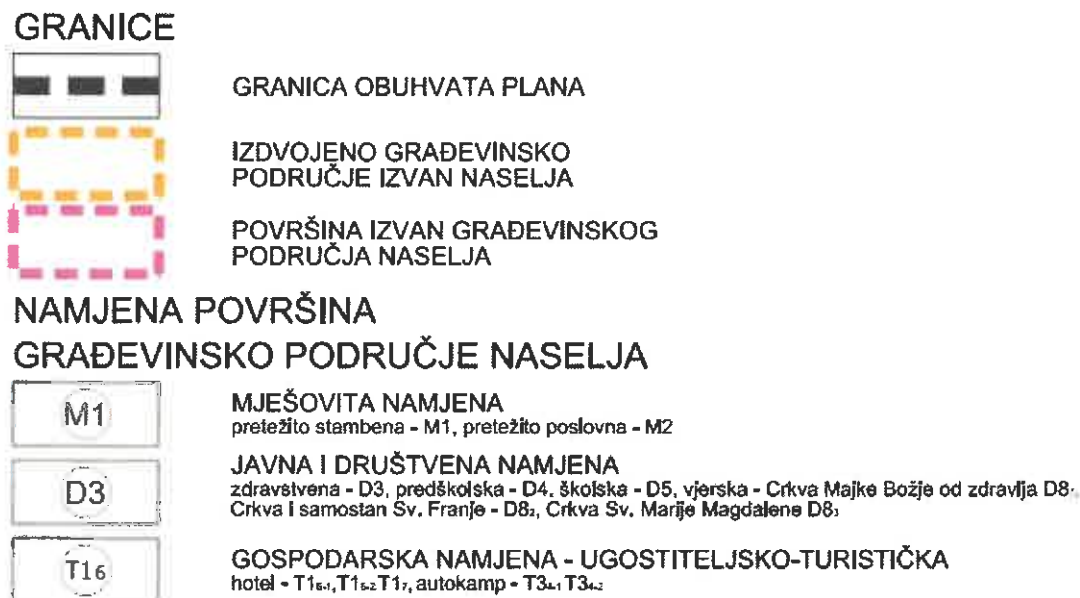 GRANICE
GRANICA OBUHVATA PLANA
IZDVOJENO GRAĐEVINSKO
PODRUČJE IZVAN NASELJA
POVRŠINA IZVAN GRAĐEVINSKOG
PODRUČJA NASELJA
NAMJENA POVRŠINA
GRAĐEVINSKO PODRUČJE NASELJA
M1
MJEŠOVITA NAMJENA
pretežito stambena - M1, pretežito poslovna - M2
D3
JAVNA I DRUŠTVENA NAMJENA
zdravstvena - D3, predškolska - D4, školska - D5, vjerska - Crkva Majke Božje od zdravlja D8₁,
Crkva i samostan Sv. Franje - D8₂, Crkva Sv. Marije Magdalene D8₃
T1₆
GOSPODARSKA NAMJENA - UGOSTITELJSKO-TURISTIČKA
hotel - T1₆₋₁, T1₆₋₂ T1₇, autokamp - T3₄₋₁ T3₄₋₂